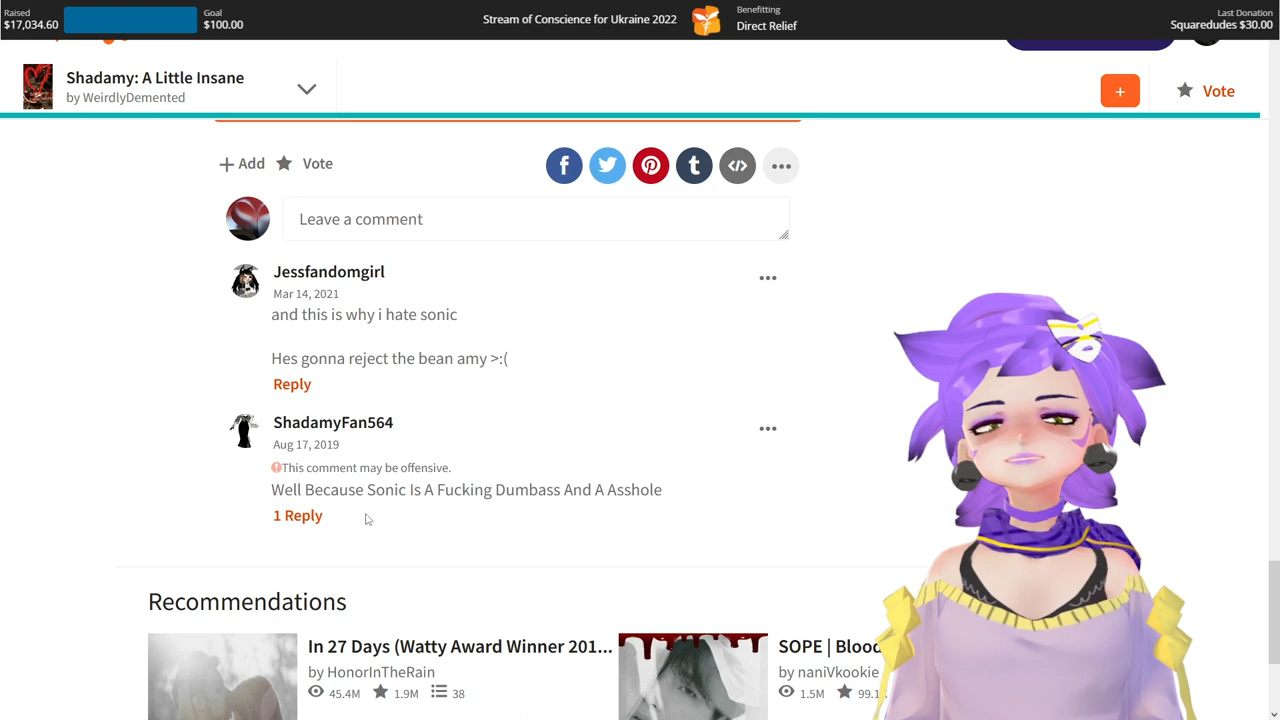 Raised
$17,034.60
Goal
$100.00
Stream of Conscience for Ukraine 2022
Benefitting
Direct Relief
Last Donation
Squaredudes $30.00
Shadamy: A Little Insane
by WeirdlyDemented
+
Vote
+ Add
Vote
Leave a comment
Jessfandomgirl
Mar 14, 2021
and this is why i hate sonic
Hes gonna reject the bean amy >:(
Reply
ShadamyFan564
Aug 17, 2019
This comment may be offensive.
Well Because Sonic Is A Fucking Dumbass And A Asshole
1 Reply
Recommendations
In 27 Days (Watty Award Winner 201...
by HonorInTheRain
45.4M 1.9M 38
SOPE | Blood
by naniVkookie
1.5M 99.1